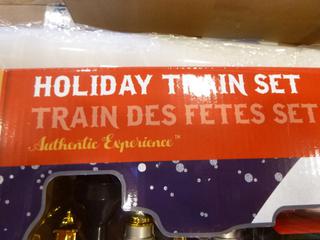 HOLIDAY TRAIN SET
TRAIN DES FETES SET
Authentic Experience™